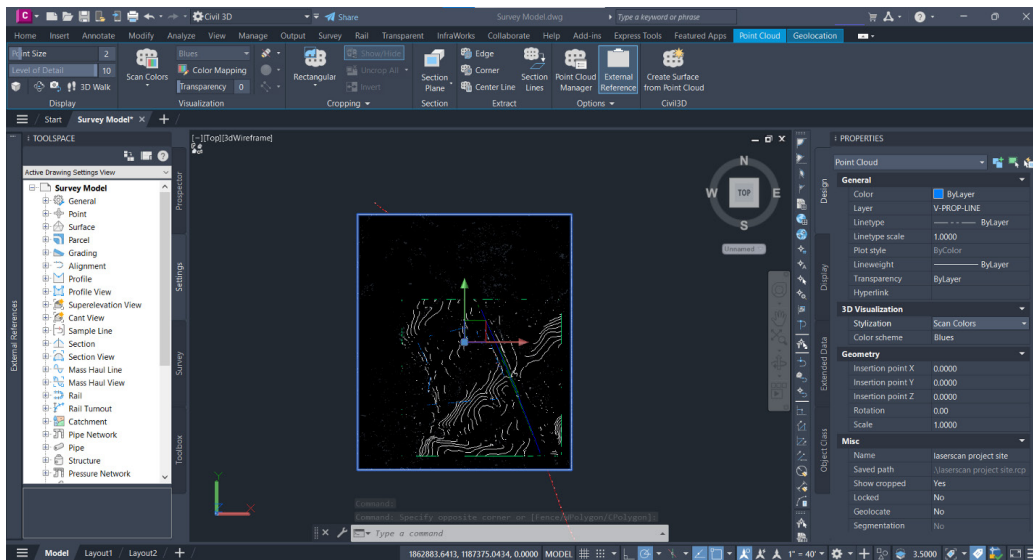 C Civil 3D Share Survey Model.dwg Type a keyword or phrase
Home Insert Annotate Modify Analyze View Manage Output Survey Rail Transparent InfraWorks Collaborate Help Add-ins Express Tools Featured Apps Point Cloud Geolocation
Point Size 2
Level of Detail 10
3D Walk
Display
Scan Colors
Blues
Color Mapping
Transparency 0
Visualization
Rectangular
Show/Hide
Uncrop All
Invert
Cropping
Section Plane
Section
Edge
Corner
Center Line
Section Lines
Extract
Point Cloud Manager
External Reference
Options
Create Surface from Point Cloud
Civil3D
Start Survey Model* × +
TOOLSPACE
Active Drawing Settings View
Survey Model
General
Point
Surface
Parcel
Grading
Alignment
Profile
Profile View
Superelevation View
Cant View
Sample Line
Section
Section View
Mass Haul Line
Mass Haul View
Rail
Rail Turnout
Catchment
Pipe Network
Pipe
Structure
Pressure Network
External References
Prospector
Settings
Survey
Toolbox
[−][Top][3dWireframe]
N
W TOP E
S
Unnamed
Y
X
Command:
Command: Specify opposite corner or [Fence/WPolygon/CPolygon]:
Type a command
PROPERTIES
Point Cloud
Design
Display
Extended Data
Object Class
General
Color ByLayer
Layer V-PROP-LINE
Linetype ByLayer
Linetype scale 1.0000
Plot style ByColor
Lineweight ByLayer
Transparency ByLayer
Hyperlink
3D Visualization
Stylization Scan Colors
Color scheme Blues
Geometry
Insertion point X 0.0000
Insertion point Y 0.0000
Insertion point Z 0.0000
Rotation 0.00
Scale 1.0000
Misc
Name laserscan project site
Saved path .\laserscan project site.rcp
Show cropped Yes
Locked No
Geolocate No
Segmentation No
Model Layout1 Layout2 +
1862883.6413, 1187375.0434, 0.0000 MODEL 1" = 40' 3.5000